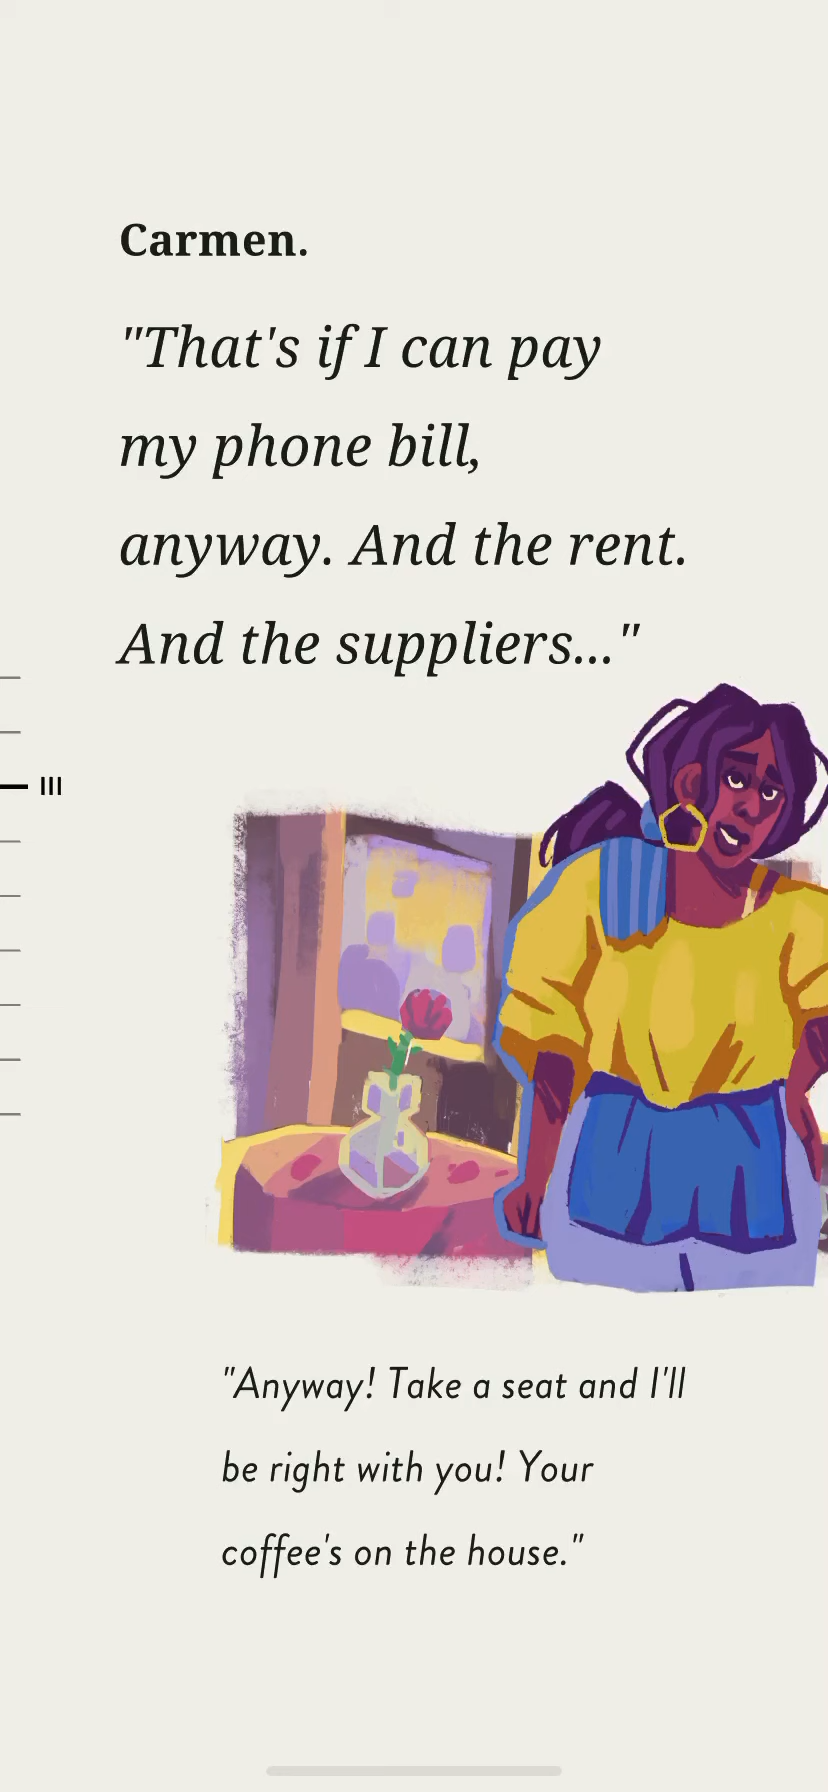 Carmen.
"That's if I can pay
my phone bill,
anyway. And the rent.
And the suppliers..."
III
"Anyway! Take a seat and I'll
be right with you! Your
coffee's on the house."